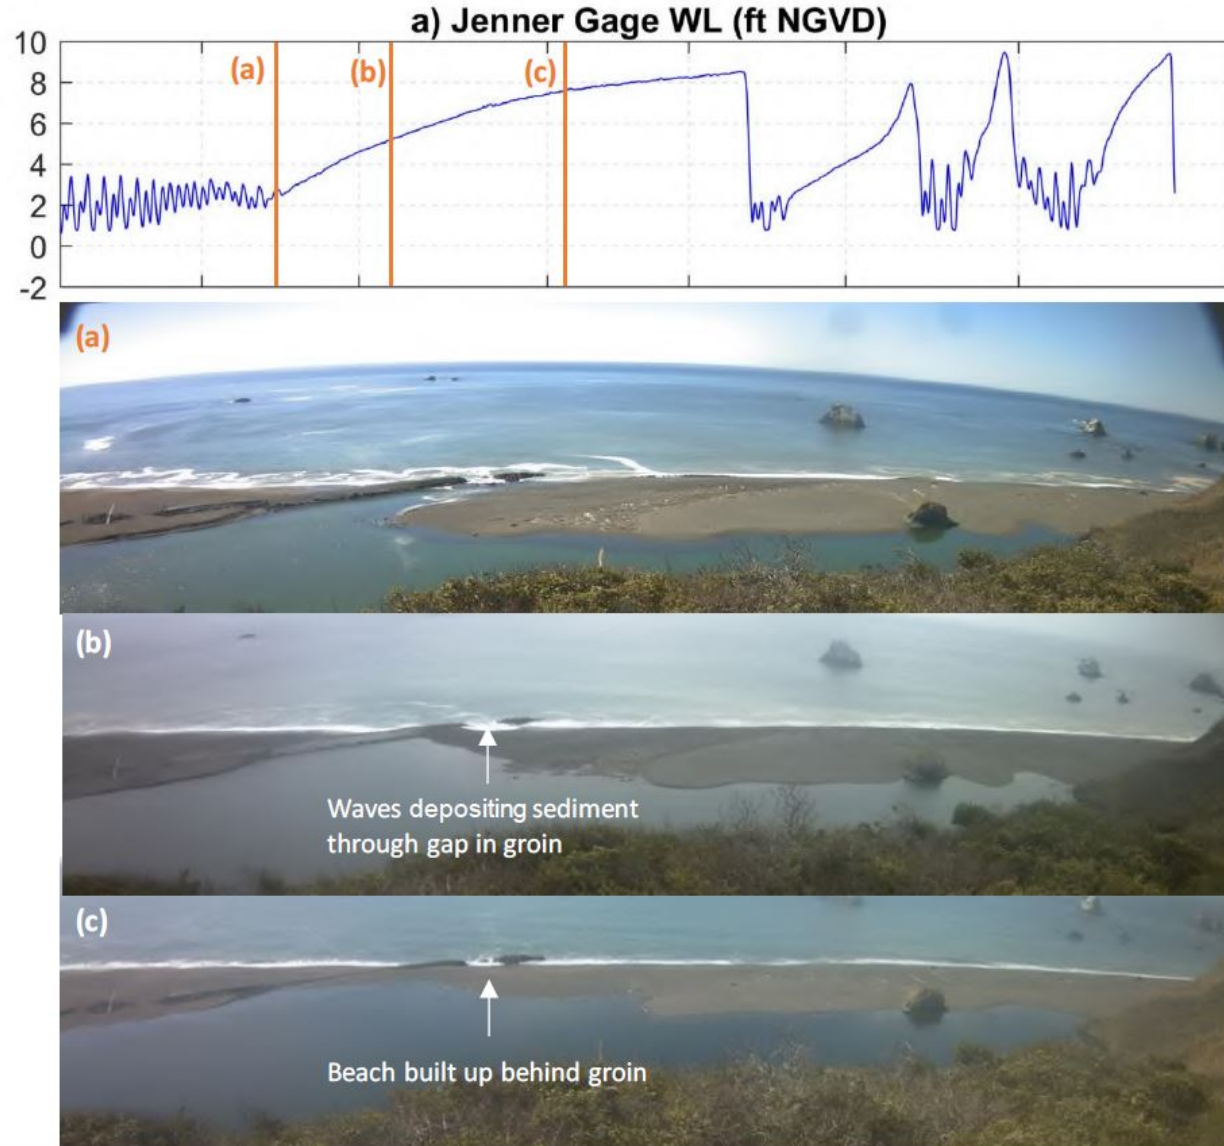 a) Jenner Gage WL (ft NGVD)
10
8
6
4
2
0
-2
(a)
(b)
(c)
(a)
(b)
Waves depositing sediment
through gap in groin
(c)
Beach built up behind groin